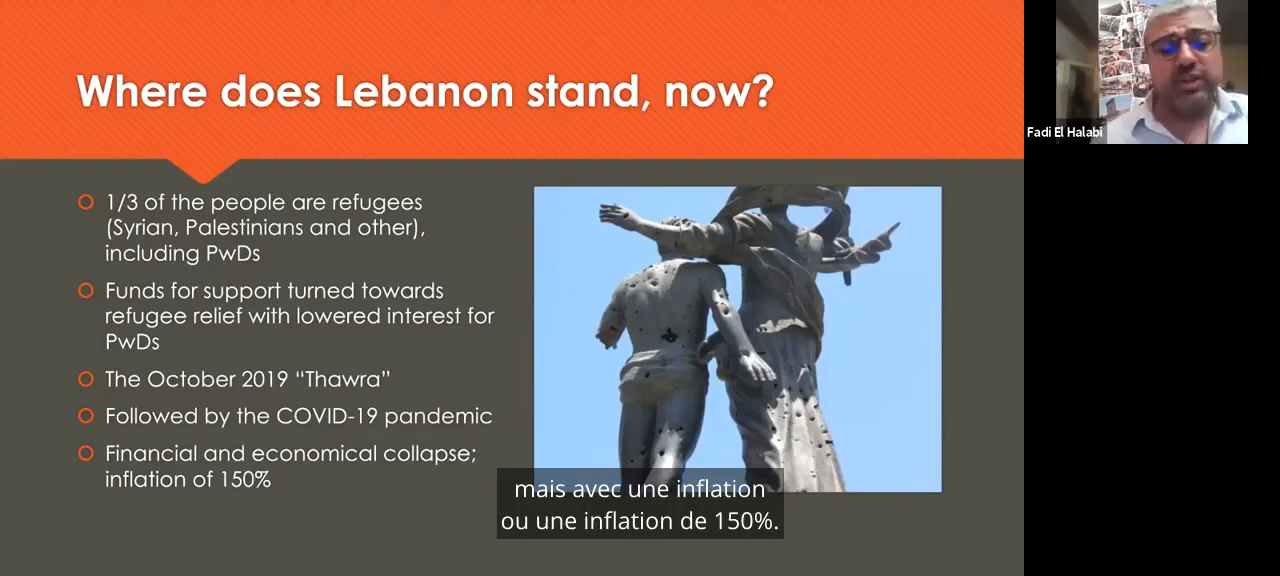 Where does Lebanon stand, now?
Fadi El Halabi
1/3 of the people are refugees
(Syrian, Palestinians and other),
including PwDs
Funds for support turned towards
refugee relief with lowered interest for
PwDs
The October 2019 “Thawra”
Followed by the COVID-19 pandemic
Financial and economical collapse;
inflation of 150%
mais avec une inflation
ou une inflation de 150%.